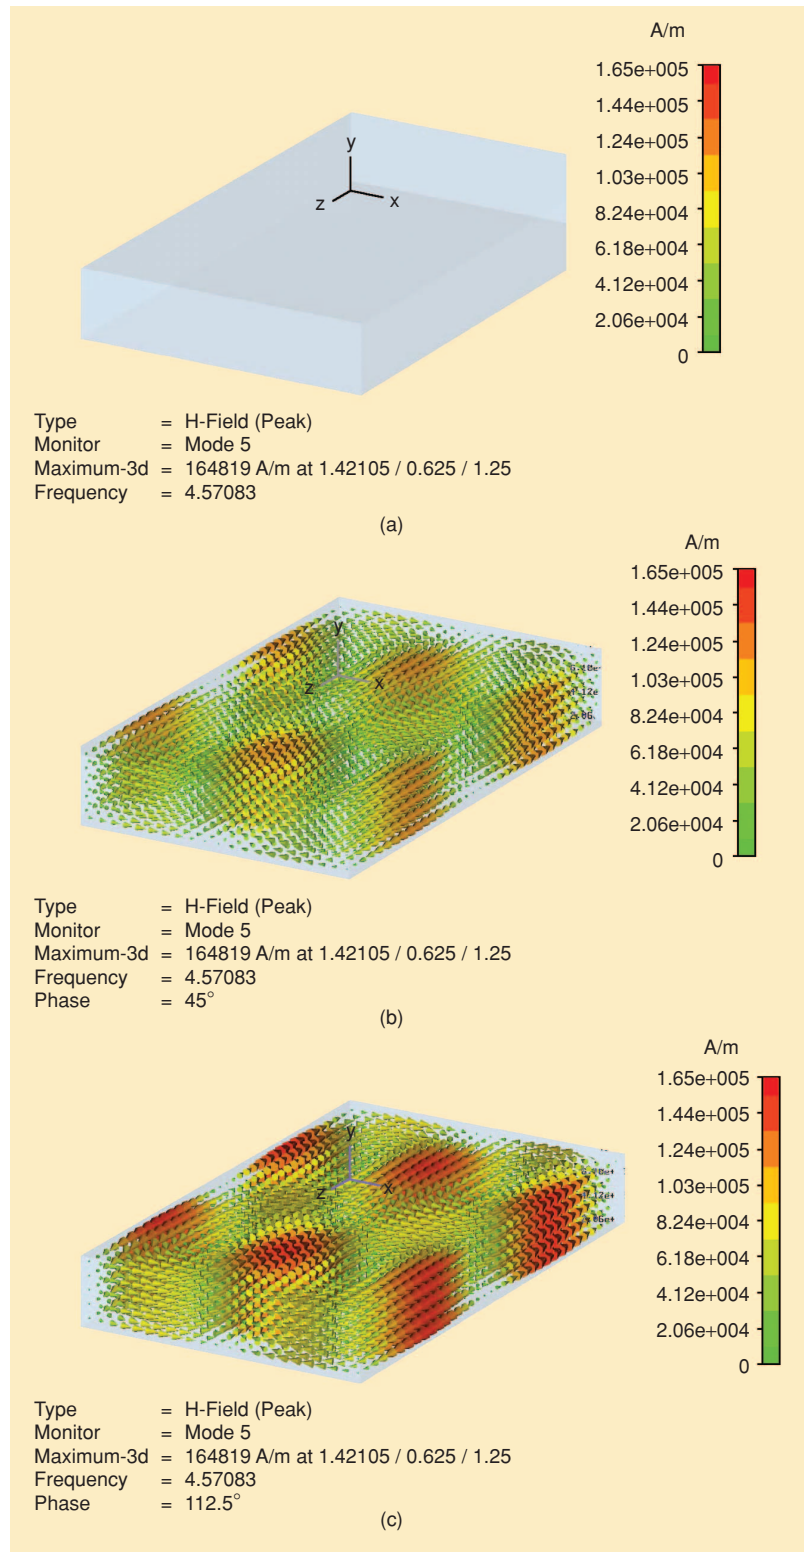 A/m
1.65e+005
1.44e+005
1.24e+005
1.03e+005
8.24e+004
6.18e+004
4.12e+004
2.06e+004
0
y
z
x
Type = H-Field (Peak)
Monitor = Mode 5
Maximum-3d = 164819 A/m at 1.42105 / 0.625 / 1.25
Frequency = 4.57083
(a)
A/m
1.65e+005
1.44e+005
1.24e+005
1.03e+005
8.24e+004
6.18e+004
4.12e+004
2.06e+004
0
y
z
x
Type = H-Field (Peak)
Monitor = Mode 5
Maximum-3d = 164819 A/m at 1.42105 / 0.625 / 1.25
Frequency = 4.57083
Phase = 45°
(b)
A/m
1.65e+005
1.44e+005
1.24e+005
1.03e+005
8.24e+004
6.18e+004
4.12e+004
2.06e+004
0
y
z
x
Type = H-Field (Peak)
Monitor = Mode 5
Maximum-3d = 164819 A/m at 1.42105 / 0.625 / 1.25
Frequency = 4.57083
Phase = 112.5°
(c)